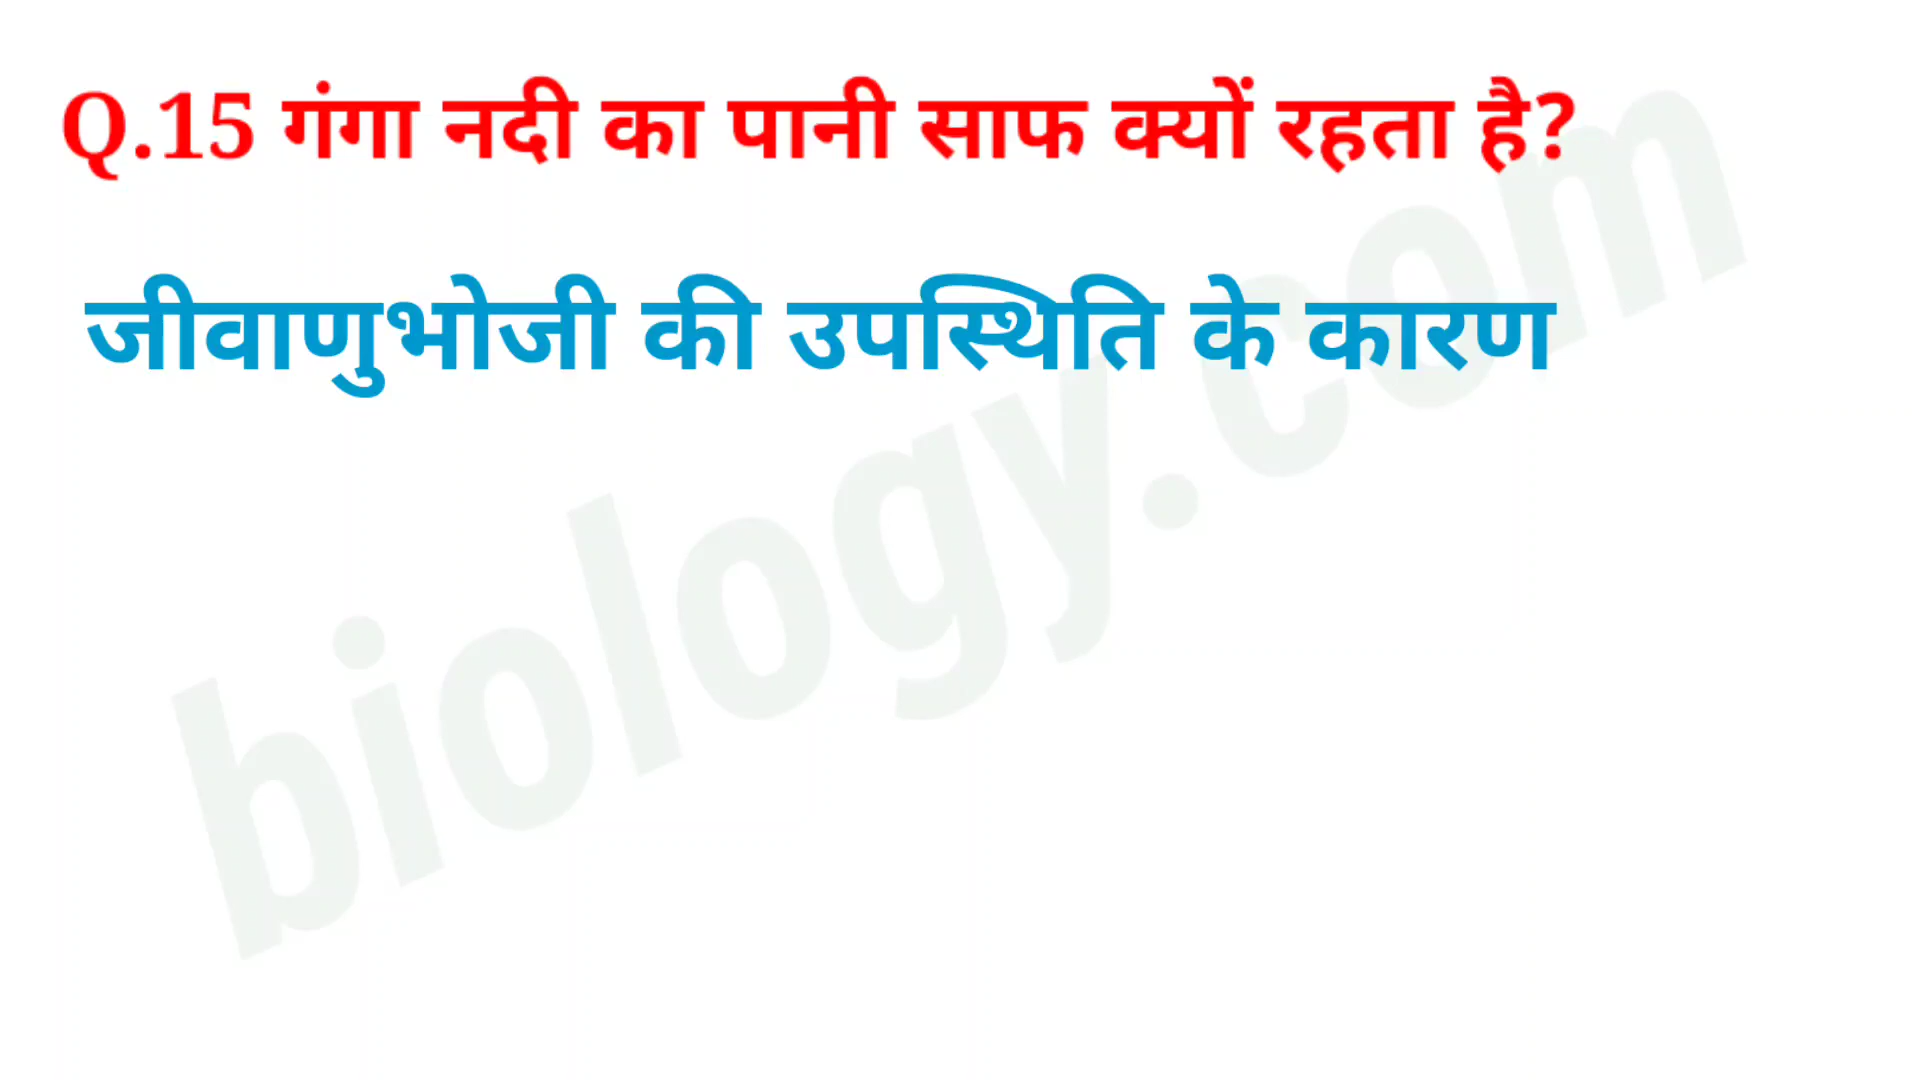 Q.15 गंगा नदी का पानी साफ क्यों रहता है?
जीवाणुभोजी की उपस्थिति के कारण
biology.com